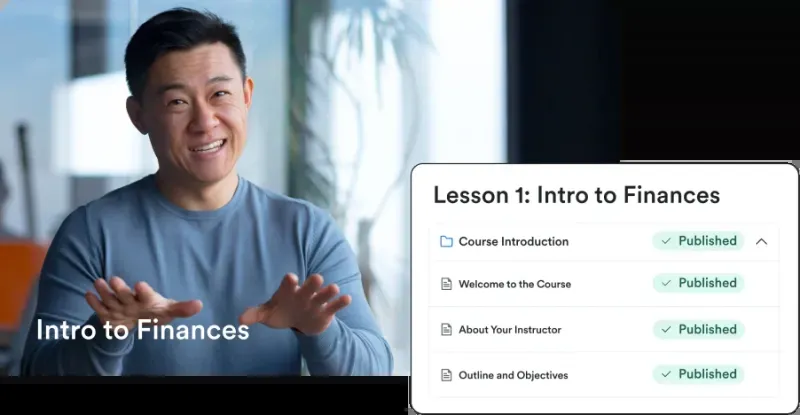 Intro to Finances
Lesson 1: Intro to Finances
Course Introduction Published
Welcome to the Course Published
About Your Instructor Published
Outline and Objectives Published